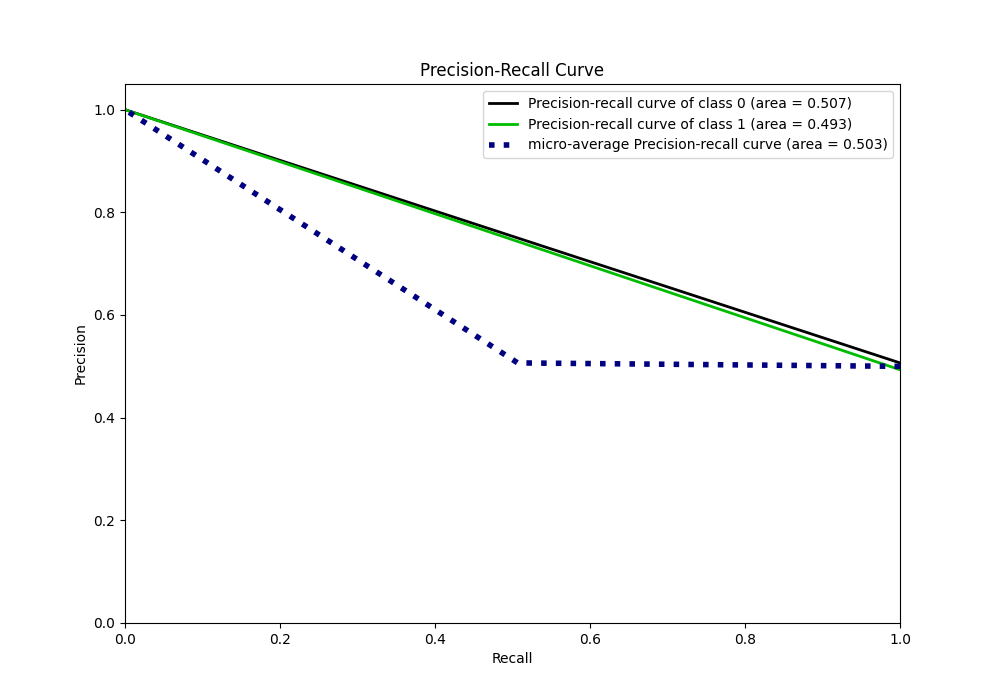 Precision-Recall Curve
Precision-recall curve of class 0 (area = 0.507)
Precision-recall curve of class 1 (area = 0.493)
micro-average Precision-recall curve (area = 0.503)
1.0
0.8
0.6
0.4
0.2
0.0
Precision
0.0 0.2 0.4 0.6 0.8 1.0
Recall